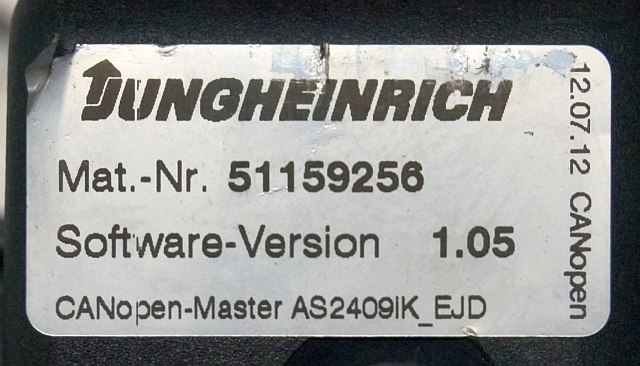 JUNGHEINRICH
Mat.-Nr. 51159256
Software-Version 1.05
CANopen-Master AS2409iK_EJD
12.07.12 CANopen